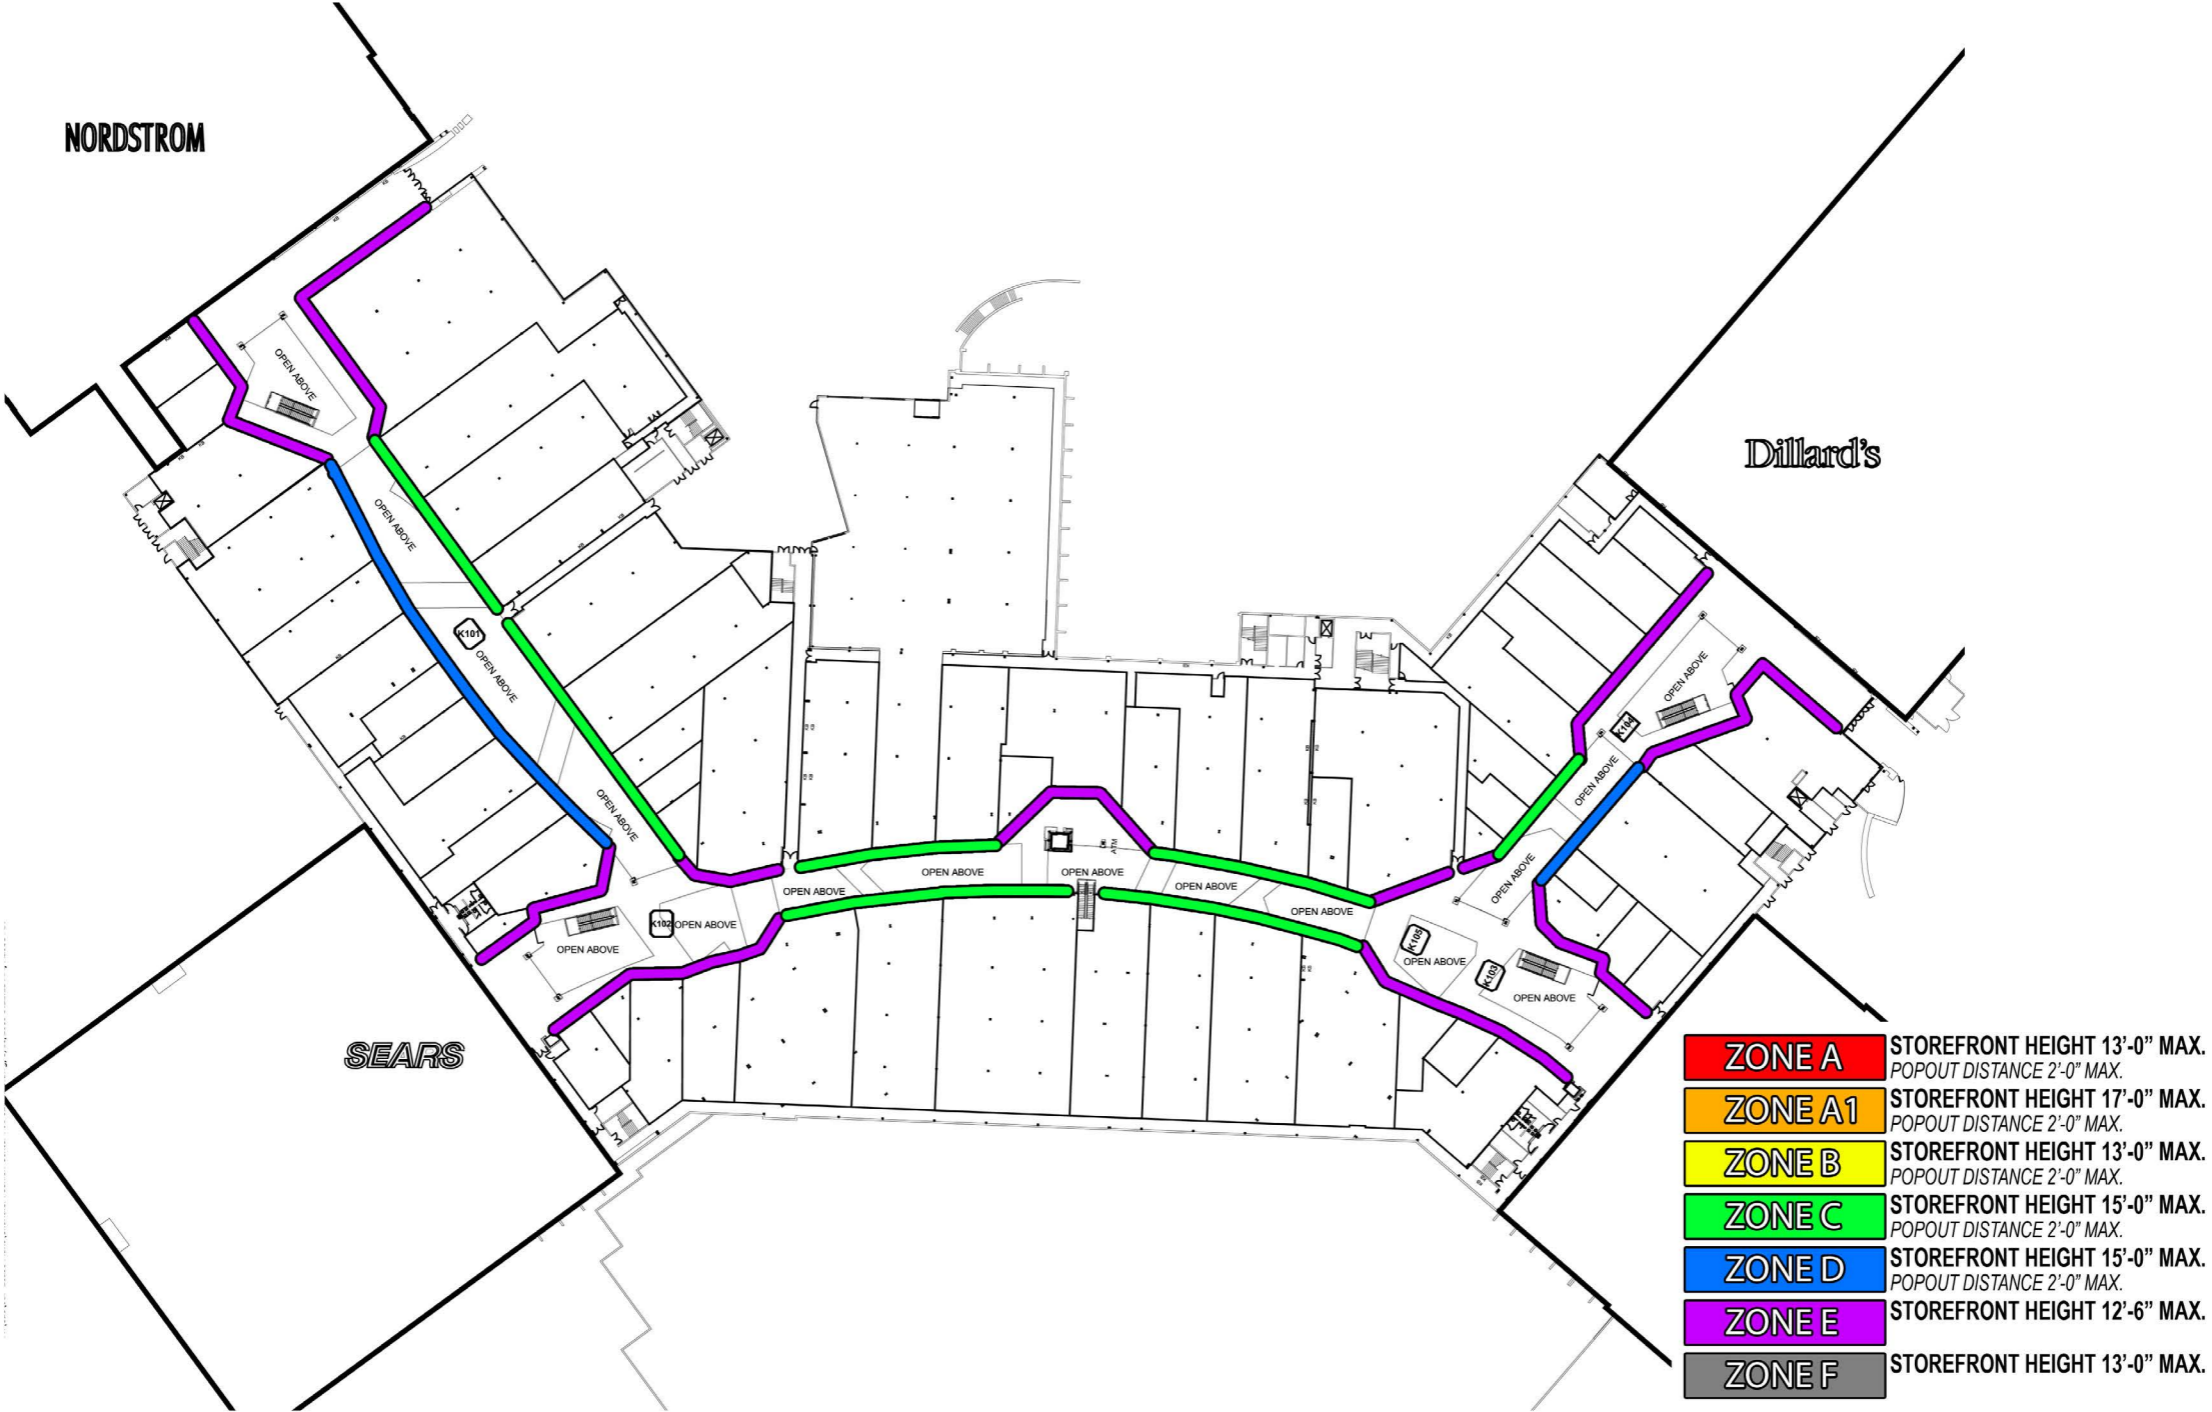 NORDSTROM
Dillard's
OPEN ABOVE
OPEN ABOVE
K101
OPEN ABOVE
OPEN ABOVE
OPEN ABOVE
K104
OPEN ABOVE
OPEN ABOVE
ATM
OPEN ABOVE
OPEN ABOVE
OPEN ABOVE
OPEN ABOVE
OPEN ABOVE
K102
OPEN ABOVE
OPEN ABOVE
K105
OPEN ABOVE
K103
OPEN ABOVE
SEARS
ZONE A
STOREFRONT HEIGHT 13'-0" MAX.
POPOUT DISTANCE 2'-0" MAX.
ZONE A1
STOREFRONT HEIGHT 17'-0" MAX.
POPOUT DISTANCE 2'-0" MAX.
ZONE B
STOREFRONT HEIGHT 13'-0" MAX.
POPOUT DISTANCE 2'-0" MAX.
ZONE C
STOREFRONT HEIGHT 15'-0" MAX.
POPOUT DISTANCE 2'-0" MAX.
ZONE D
STOREFRONT HEIGHT 15'-0" MAX.
POPOUT DISTANCE 2'-0" MAX.
ZONE E
STOREFRONT HEIGHT 12'-6" MAX.
ZONE F
STOREFRONT HEIGHT 13'-0" MAX.